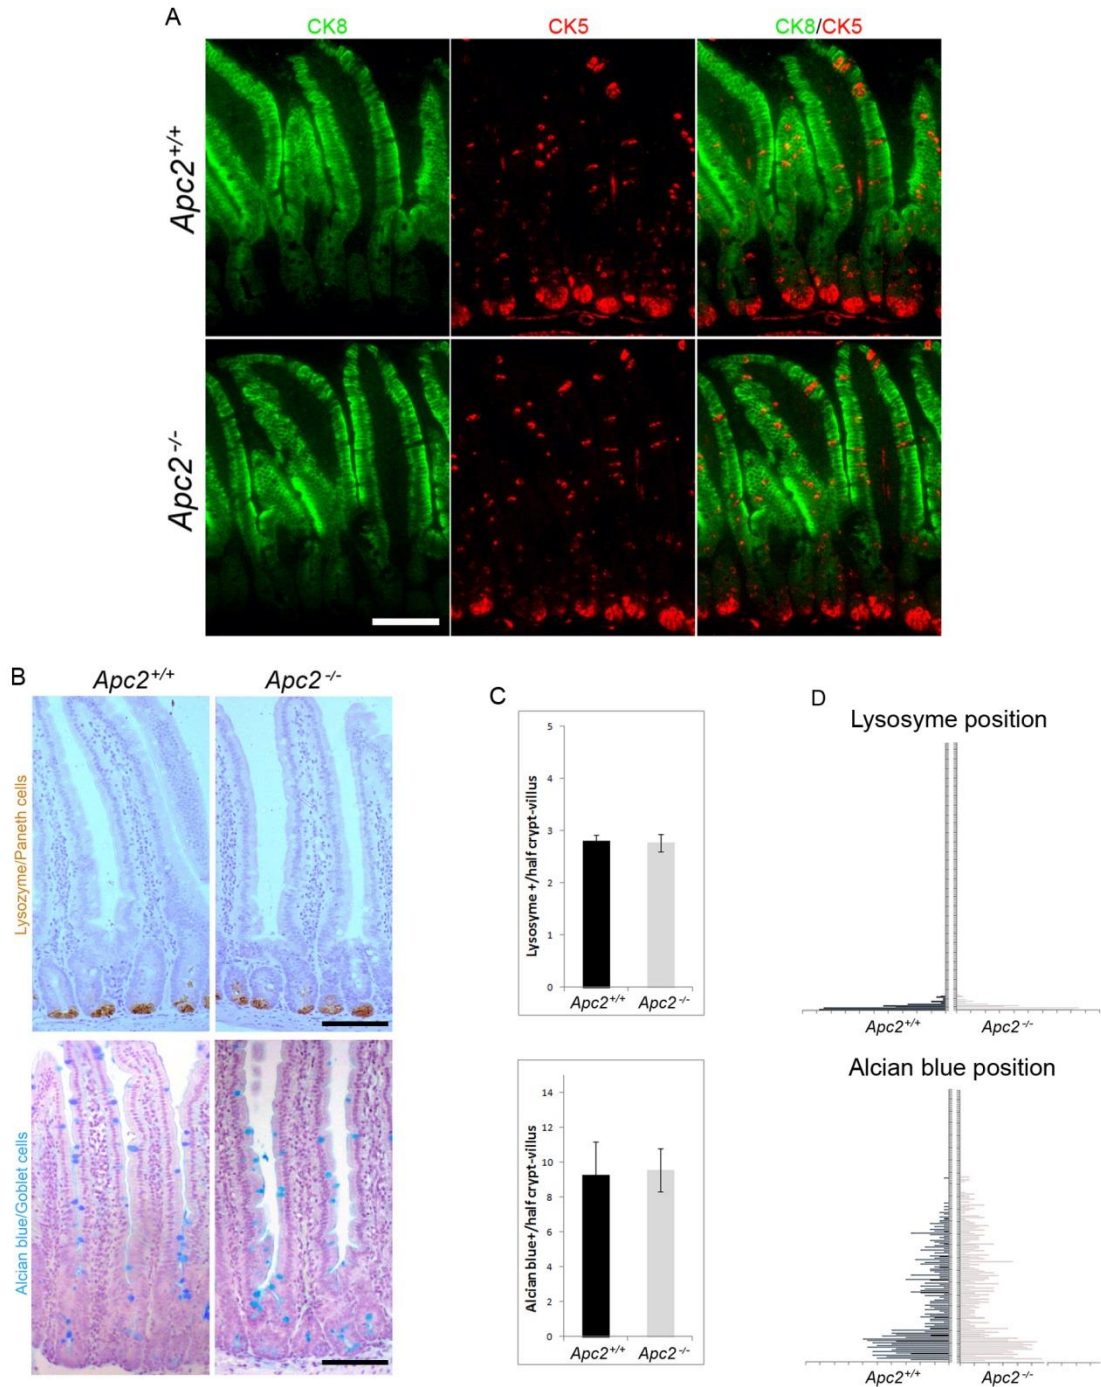 A
CK8 CK5 CK8/CK5
Apc2+/+
Apc2-/-
B
Apc2+/+ Apc2-/-
Lysozyme/Paneth cells
Alcian blue/Goblet cells
C
Lysosyme +/half crypt-villus
5
4
3
2
1
0
Apc2+/+ Apc2-/-
Alcian blue+/half crypt-villus
14
12
10
8
6
4
2
0
Apc2+/+ Apc2-/-
D
Lysosyme position
Apc2+/+ Apc2-/-
Alcian blue position
Apc2+/+ Apc2-/-